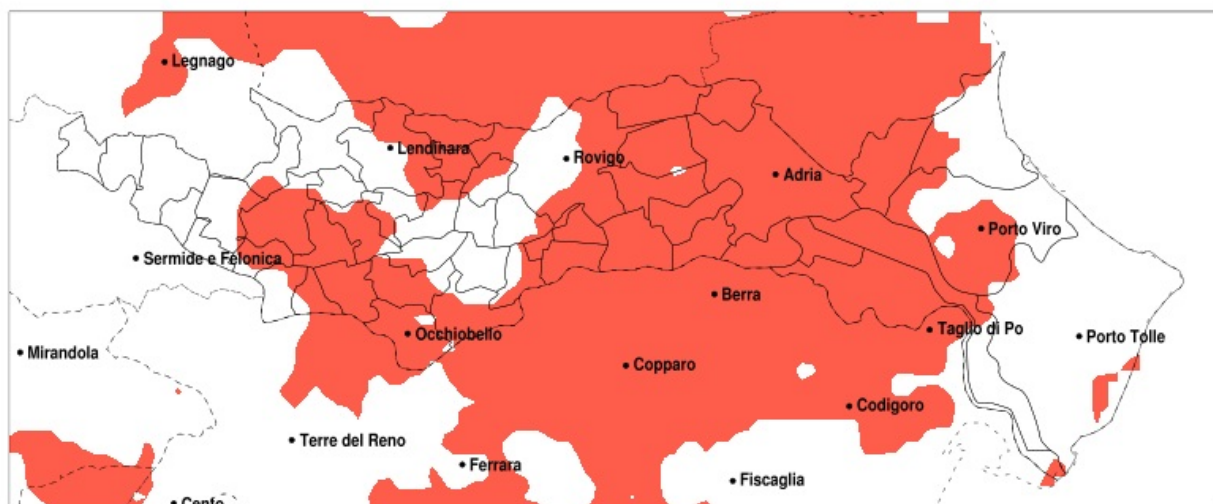 Legnago
Lendinara
Rovigo
Adria
Porto Viro
Sermide e Felonica
Berra
Occhiobello
Taglio di Po
Porto Tolle
Mirandola
Copparo
Codigoro
Terre del Reno
Ferrara
Fiscaglia
Cento